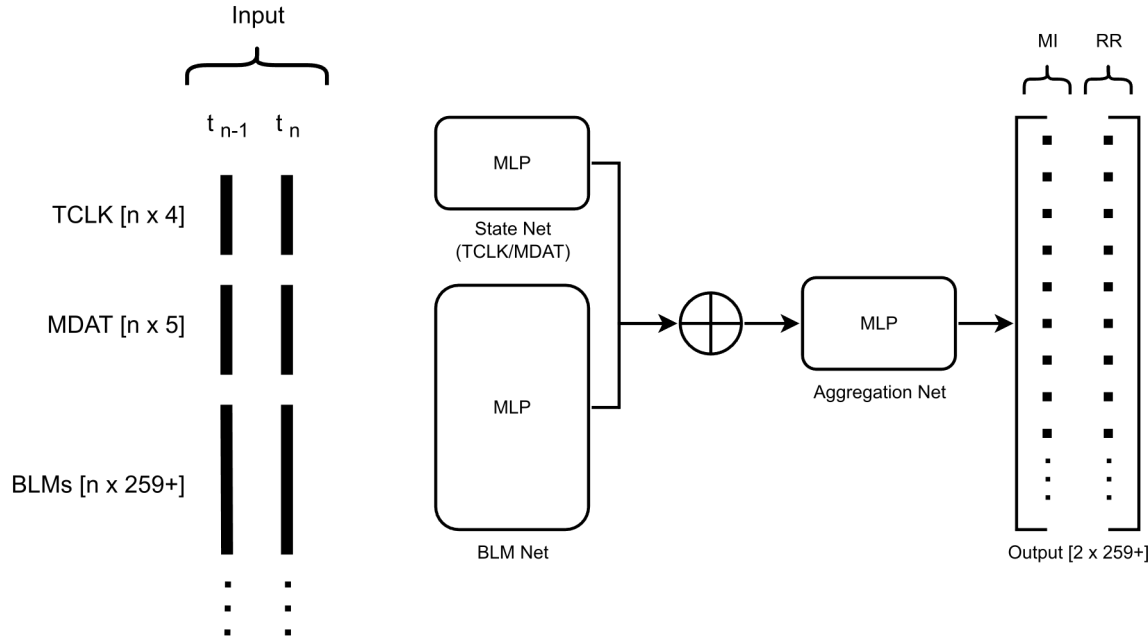 Input
MI RR
t n-1 t n
MLP
State Net
(TCLK/MDAT)
TCLK [n x 4]
MDAT [n x 5]
MLP
Aggregation Net
MLP
BLMs [n x 259+]
BLM Net
Output [2 x 259+]